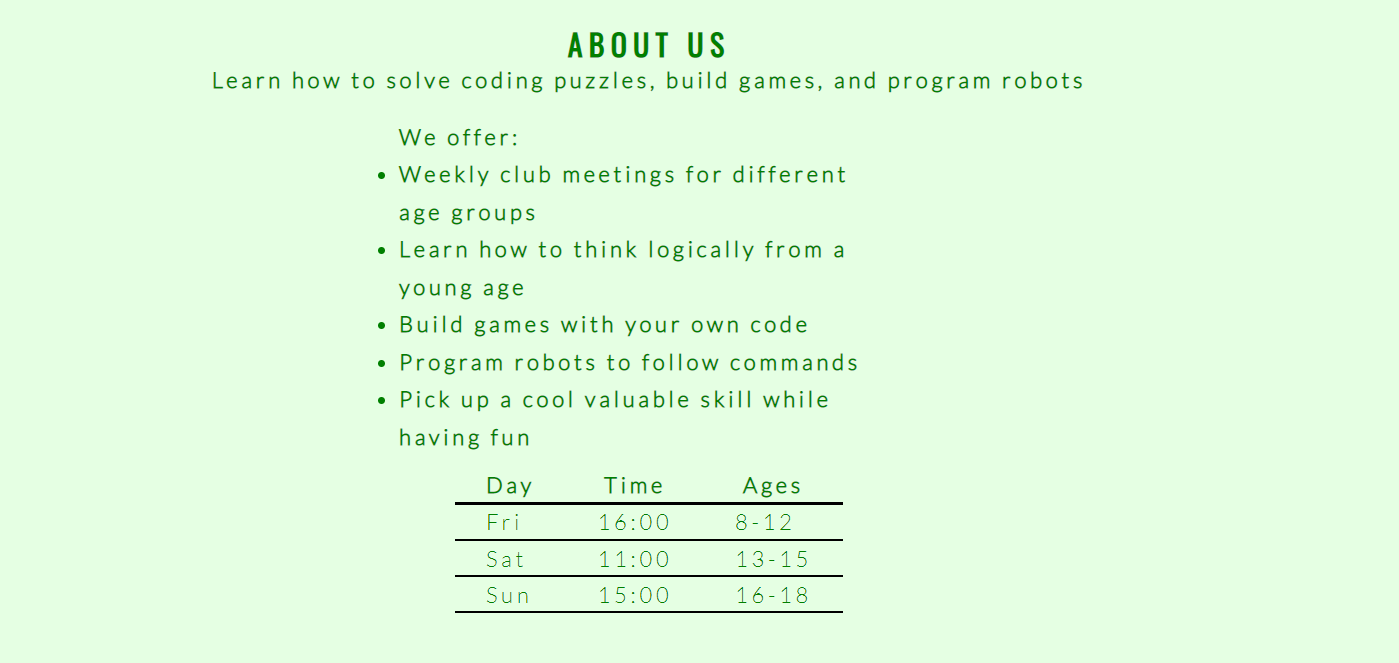 ABOUT US
Learn how to solve coding puzzles, build games, and program robots
We offer:
Weekly club meetings for different
age groups
Learn how to think logically from a
young age
Build games with your own code
Program robots to follow commands
Pick up a cool valuable skill while
having fun
Day Time Ages
Fri 16:00 8-12
Sat 11:00 13-15
Sun 15:00 16-18